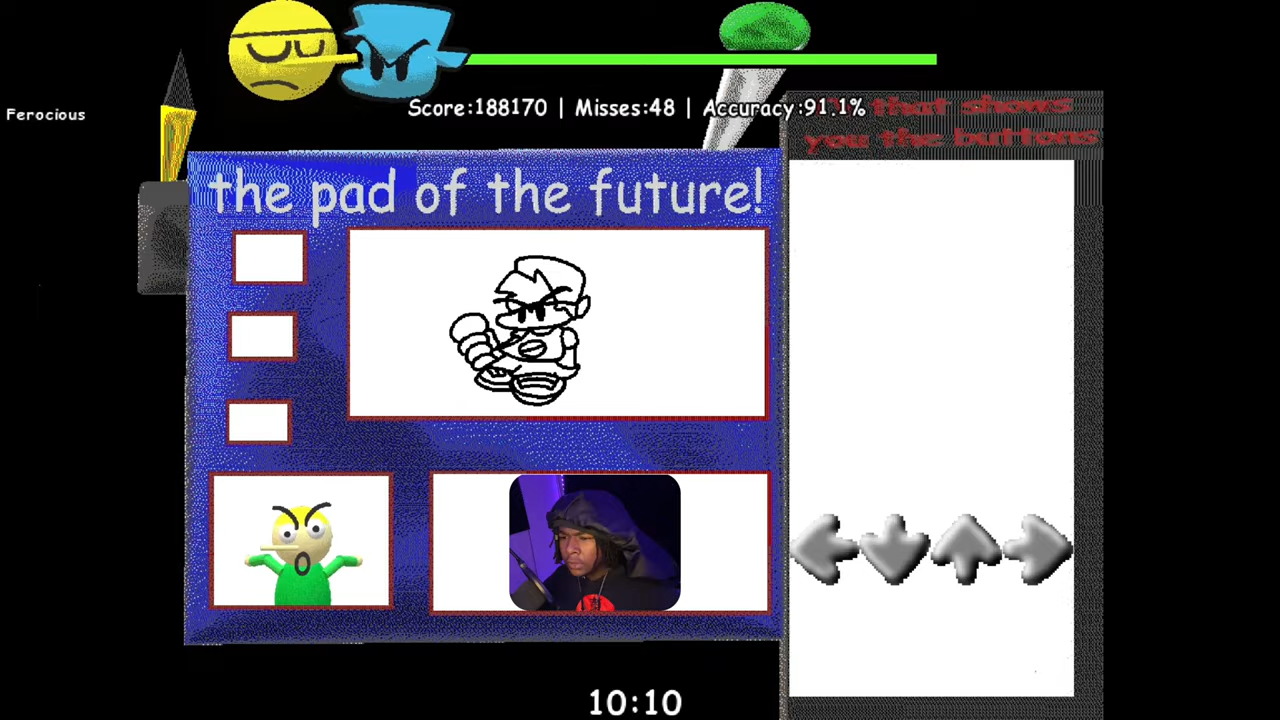 Score:188170 | Misses:48 | Accuracy:91.1%
Ferocious
that shows
you the buttons
the pad of the future!
10:10